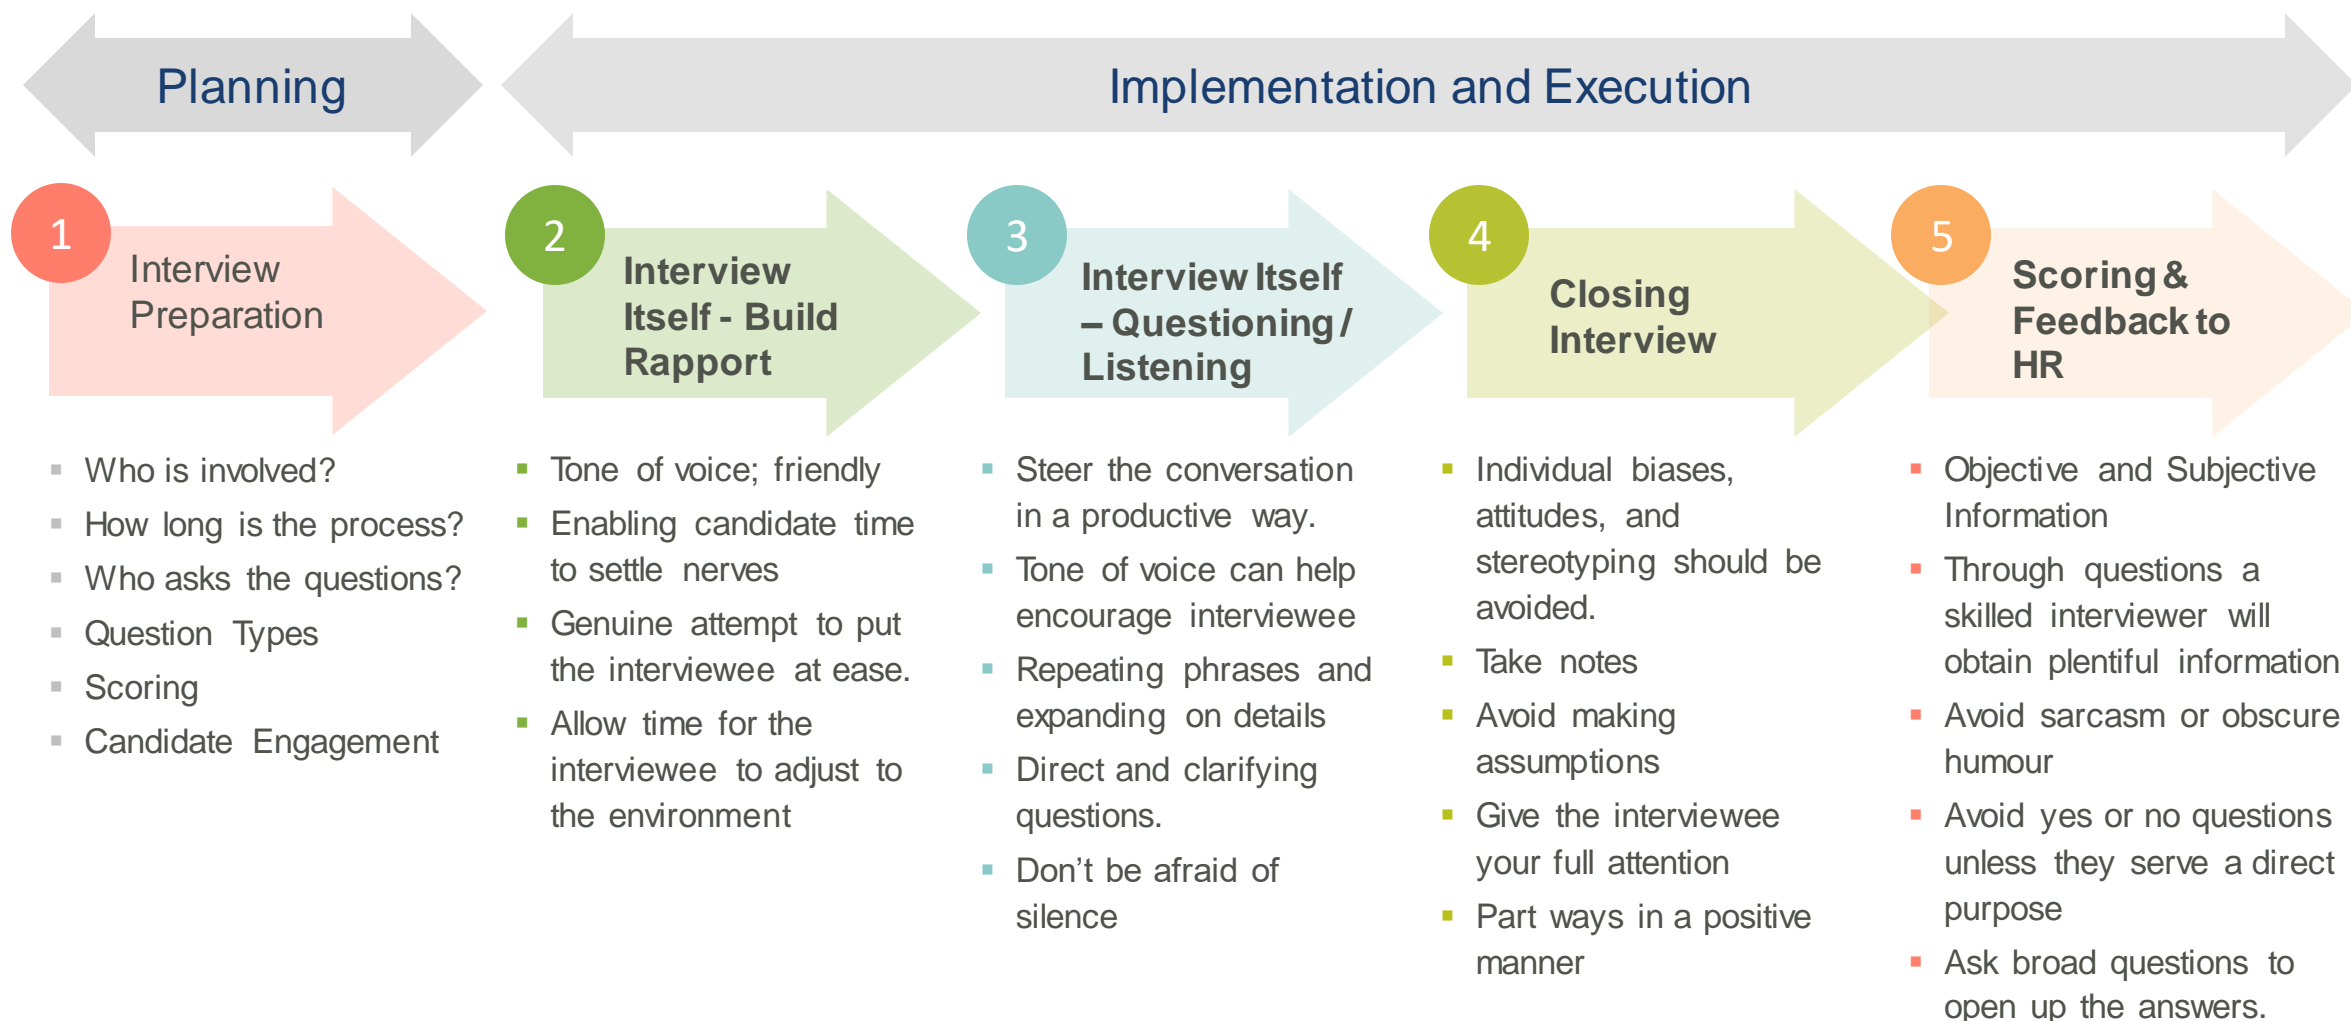 Planning
Implementation and Execution
1
Interview
Preparation
▪ Who is involved?
▪ How long is the process?
▪ Who asks the questions?
▪ Question Types
▪ Scoring
▪ Candidate Engagement
2
Interview
Itself - Build
Rapport
▪ Tone of voice; friendly
▪ Enabling candidate time
to settle nerves
▪ Genuine attempt to put
the interviewee at ease.
▪ Allow time for the
interviewee to adjust to
the environment
3
Interview Itself
– Questioning /
Listening
▪ Steer the conversation
in a productive way.
▪ Tone of voice can help
encourage interviewee
▪ Repeating phrases and
expanding on details
▪ Direct and clarifying
questions.
▪ Don’t be afraid of
silence
4
Closing
Interview
▪ Individual biases,
attitudes, and
stereotyping should be
avoided.
▪ Take notes
▪ Avoid making
assumptions
▪ Give the interviewee
your full attention
▪ Part ways in a positive
manner
5
Scoring &
Feedback to
HR
▪ Objective and Subjective
Information
▪ Through questions a
skilled interviewer will
obtain plentiful information
▪ Avoid sarcasm or obscure
humour
▪ Avoid yes or no questions
unless they serve a direct
purpose
▪ Ask broad questions to
open up the answers.